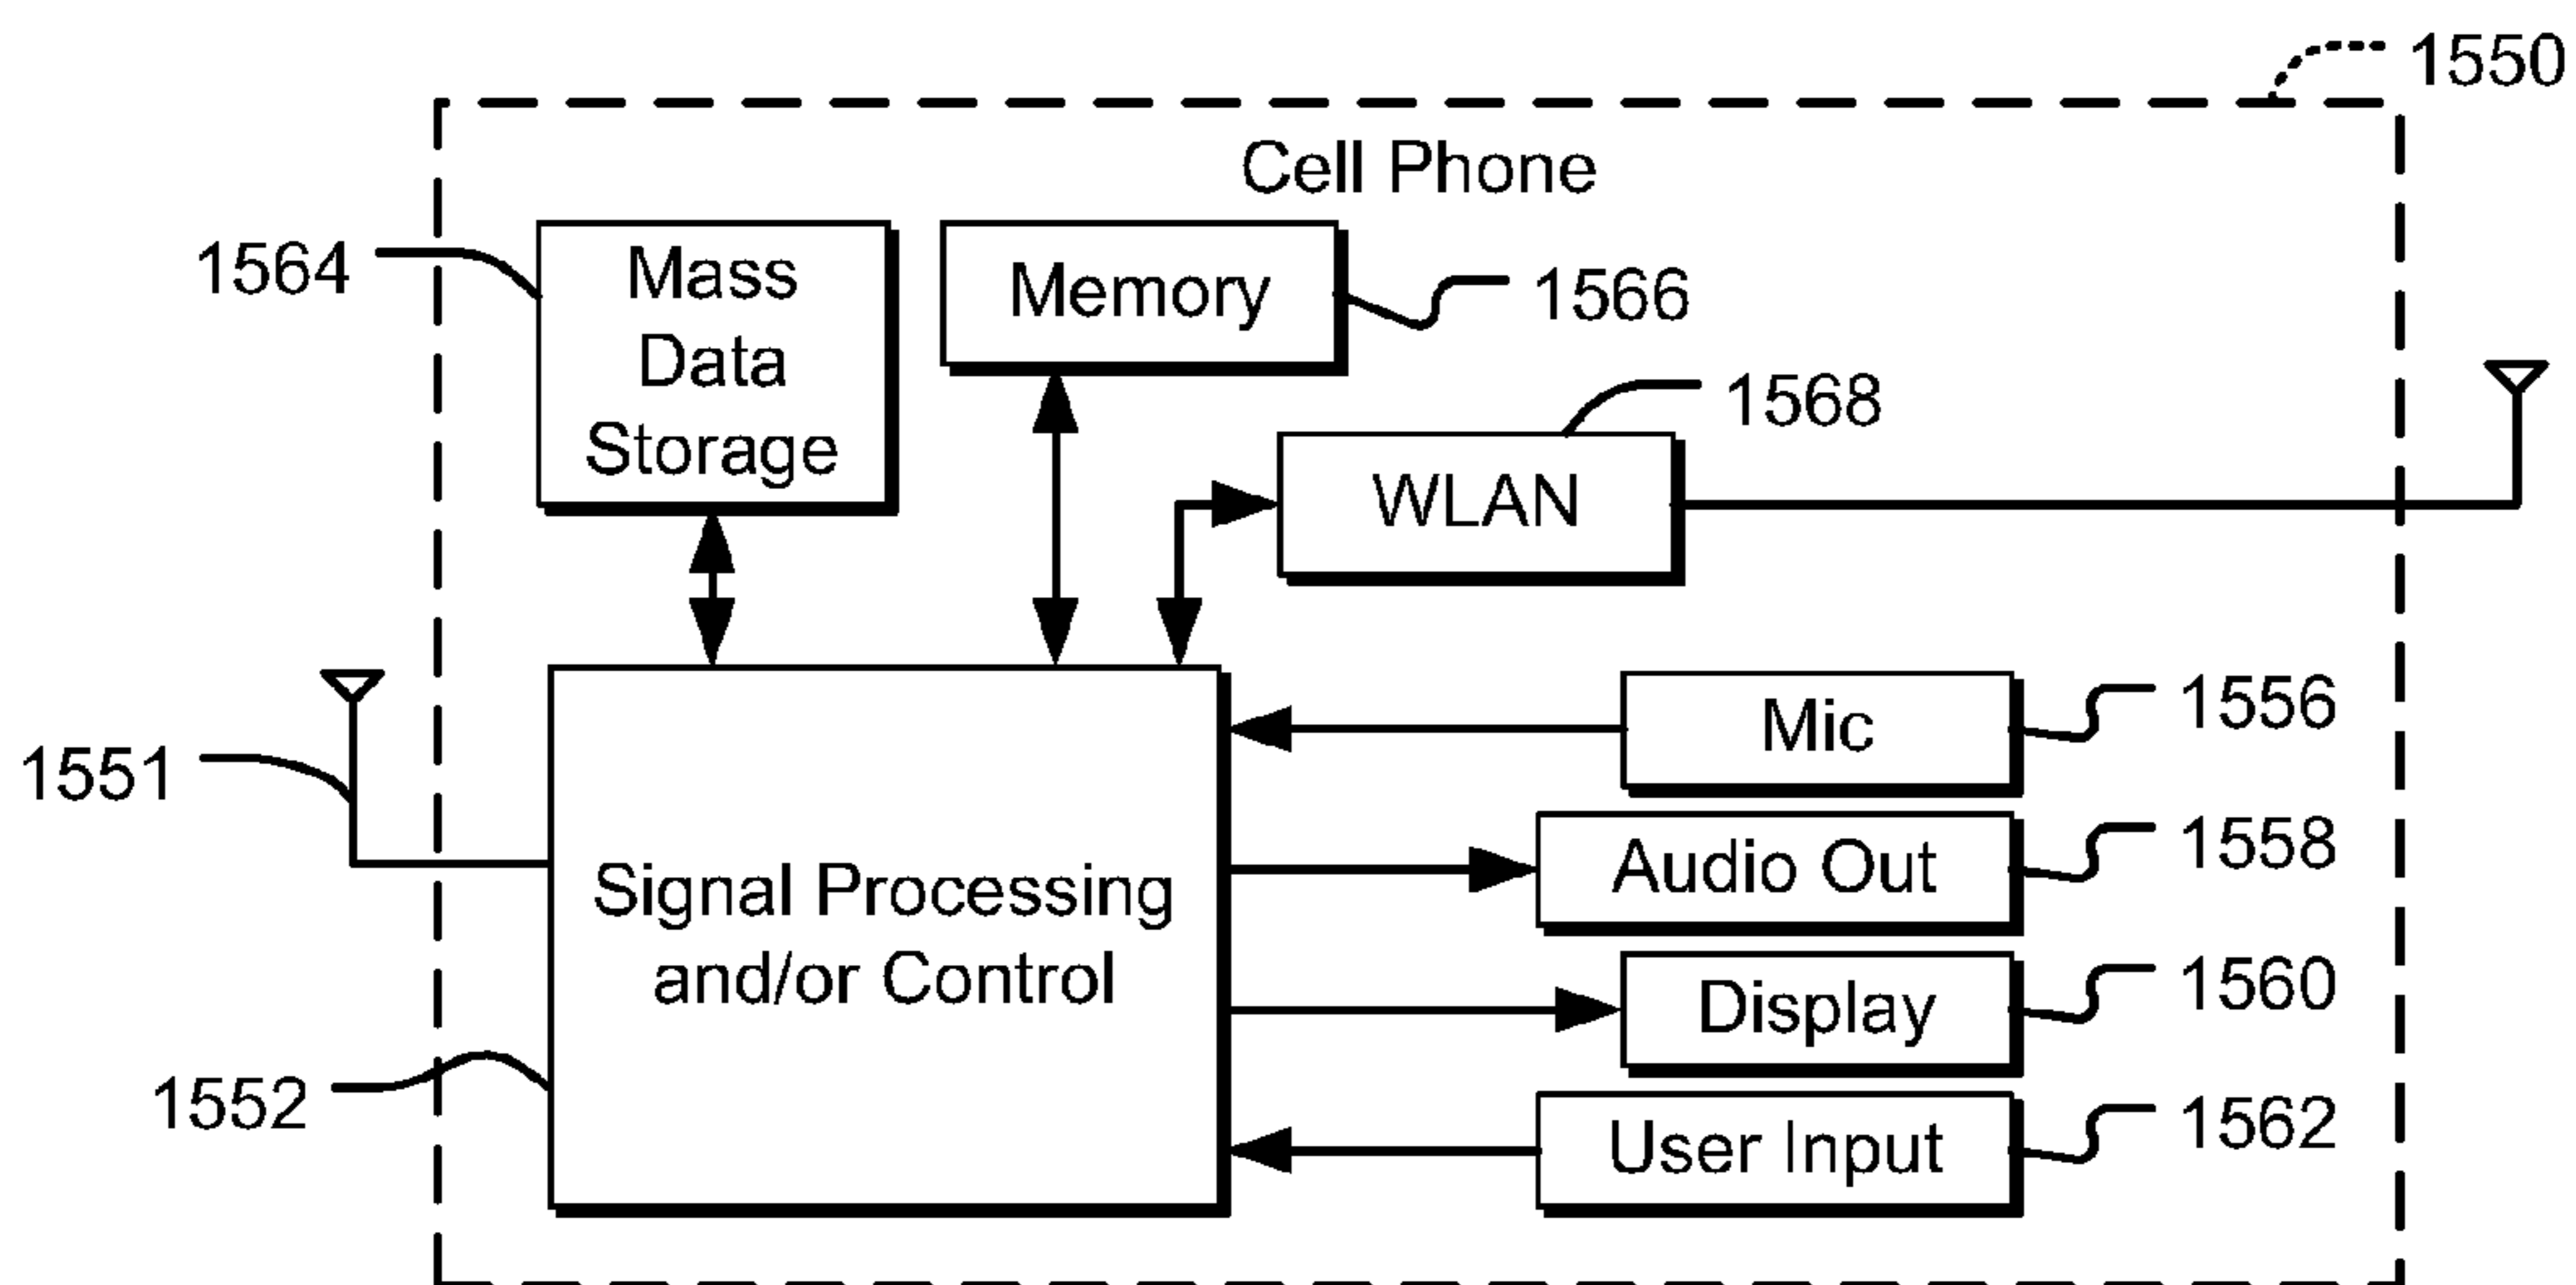 1550
Cell Phone
1564
Mass
Data
Storage
Memory
1566
1568
WLAN
1551
1552
Signal Processing
and/or Control
Mic
1556
Audio Out
1558
Display
1560
User Input
1562